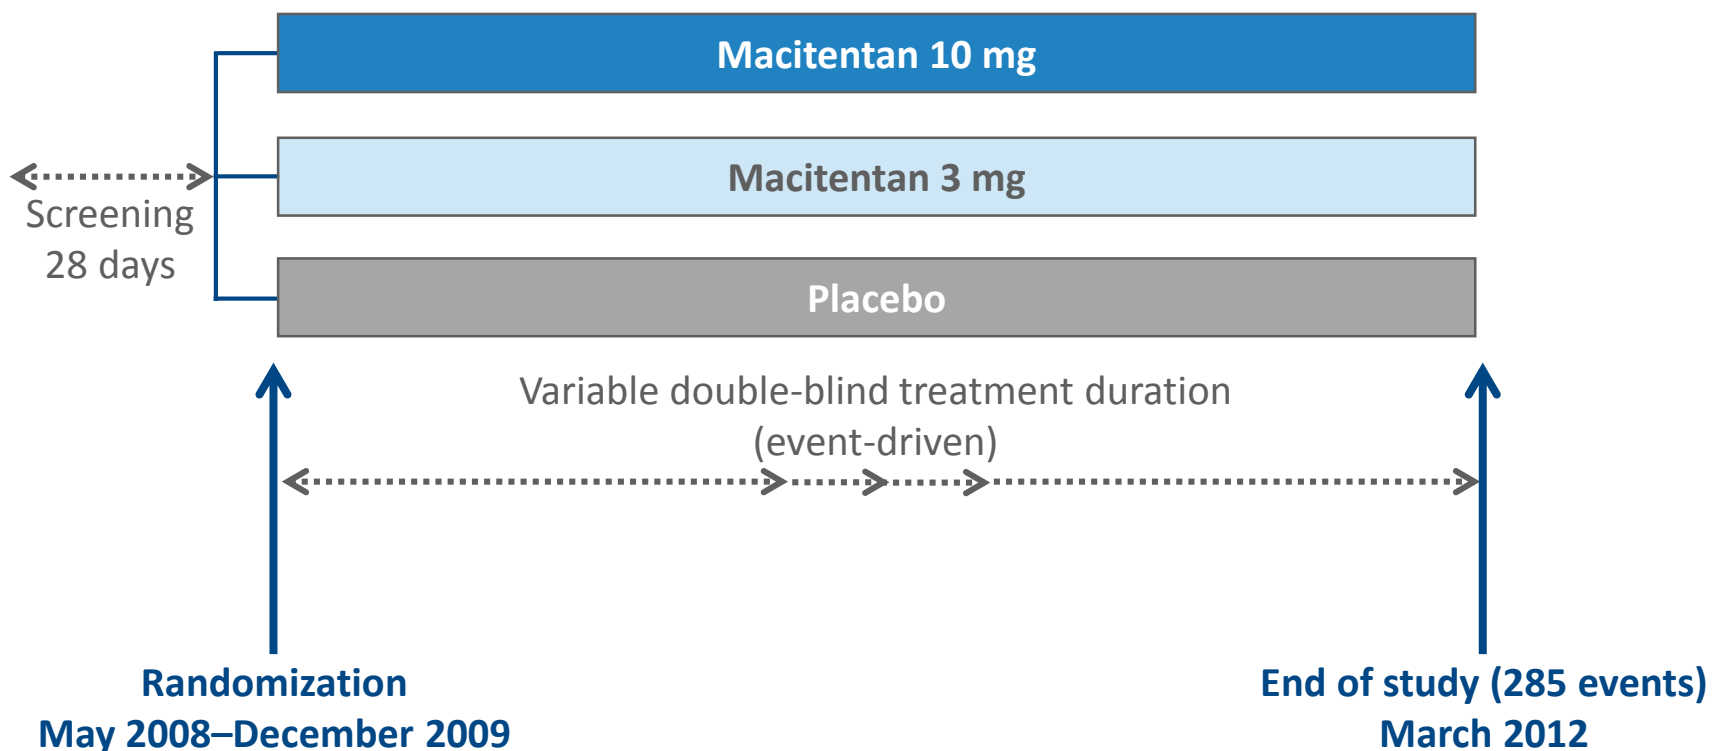 Macitentan 10 mg
Macitentan 3 mg
Screening
28 days
Placebo
Variable double-blind treatment duration
(event-driven)
Randomization
May 2008–December 2009
End of study (285 events)
March 2012